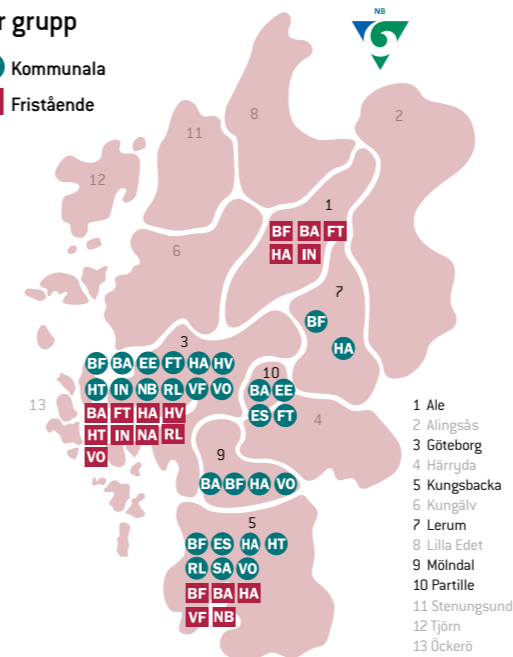 r grupp
NB
Kommunala
Fristående
8
2
11
12
1
BF BA FT
HA IN
6
7
BF
HA
3
BF BA EE FT HA HV
HT IN NB RL VF VO
BA FT HA HV
HT IN NA RL
VO
10
BA EE
ES FT
4
13
9
BA BF HA VO
5
BF ES HA HT
RL SA VO
BF BA HA
VF NB
1 Ale
2 Alingsås
3 Göteborg
4 Härryda
5 Kungsbacka
6 Kungälv
7 Lerum
8 Lilla Edet
9 Mölndal
10 Partille
11 Stenungsund
12 Tjörn
13 Öckerö